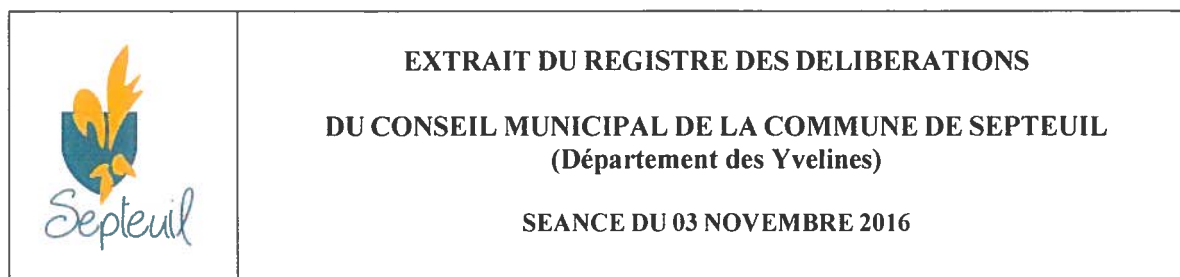 Septeuil
EXTRAIT DU REGISTRE DES DELIBERATIONS
DU CONSEIL MUNICIPAL DE LA COMMUNE DE SEPTEUIL
(Département des Yvelines)
SEANCE DU 03 NOVEMBRE 2016